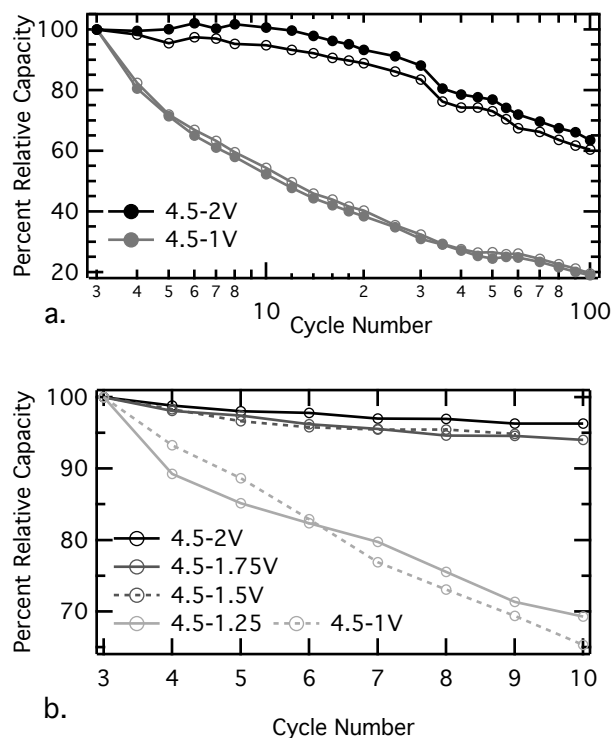 100
80
60
40
20
Percent Relative Capacity
4.5-2V
4.5-1V
3 4 5 6 7 8 10 2 3 4 5 6 7 8 100
a.
Cycle Number
100
90
80
70
Percent Relative Capacity
4.5-2V
4.5-1.75V
4.5-1.5V
4.5-1.25 4.5-1V
3 4 5 6 7 8 9 10
b.
Cycle Number